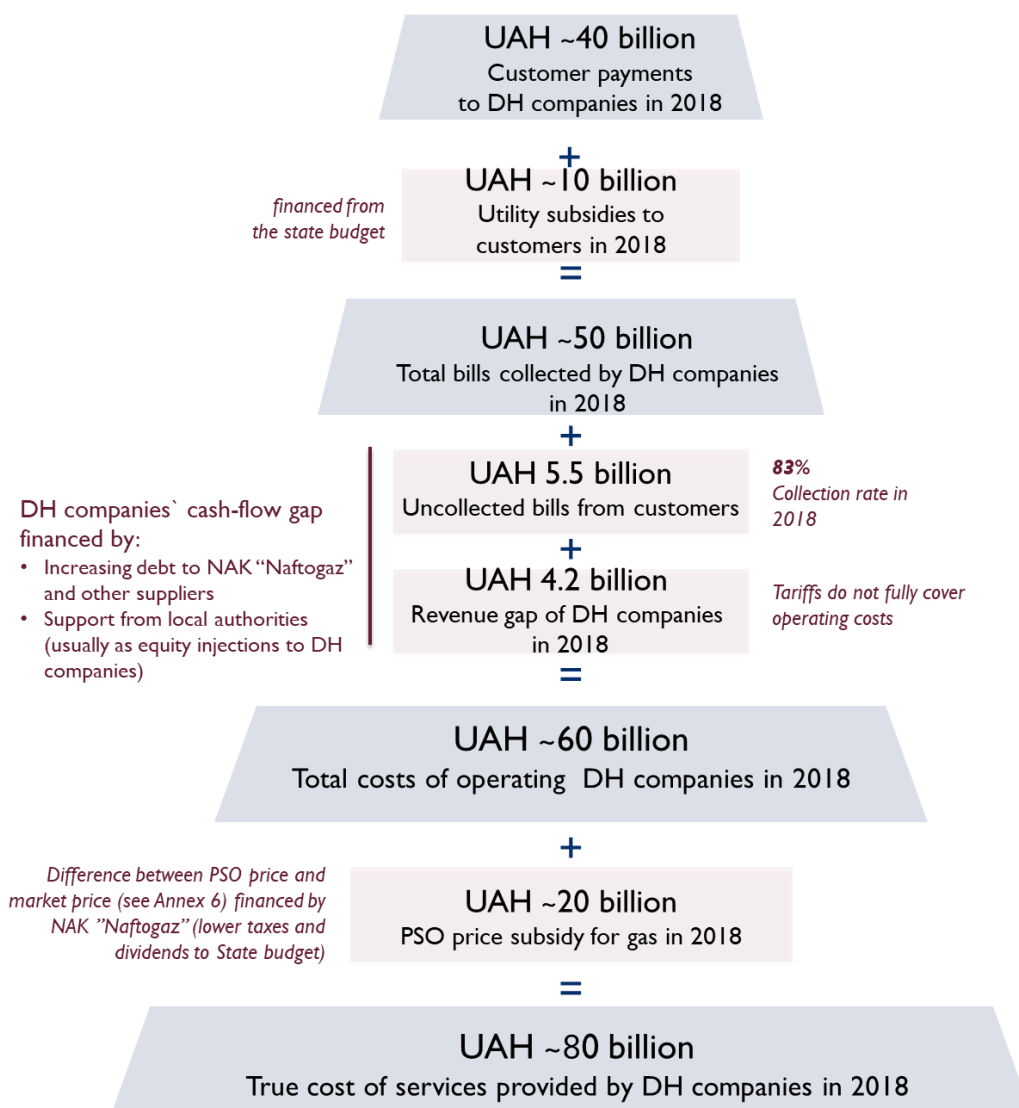 UAH ~40 billion
Customer payments
to DH companies in 2018
+
UAH ~10 billion
Utility subsidies to
customers in 2018
financed from
the state budget
=
UAH ~50 billion
Total bills collected by DH companies
in 2018
+
UAH 5.5 billion
Uncollected bills from customers
83%
Collection rate in
2018
+
UAH 4.2 billion
Revenue gap of DH companies
in 2018
Tariffs do not fully cover
operating costs
DH companies` cash-flow gap
financed by:
• Increasing debt to NAK “Naftogaz”
and other suppliers
• Support from local authorities
(usually as equity injections to DH
companies)
=
UAH ~60 billion
Total costs of operating DH companies in 2018
+
Difference between PSO price and
market price (see Annex 6) financed by
NAK ”Naftogaz” (lower taxes and
dividends to State budget)
UAH ~20 billion
PSO price subsidy for gas in 2018
=
UAH ~80 billion
True cost of services provided by DH companies in 2018